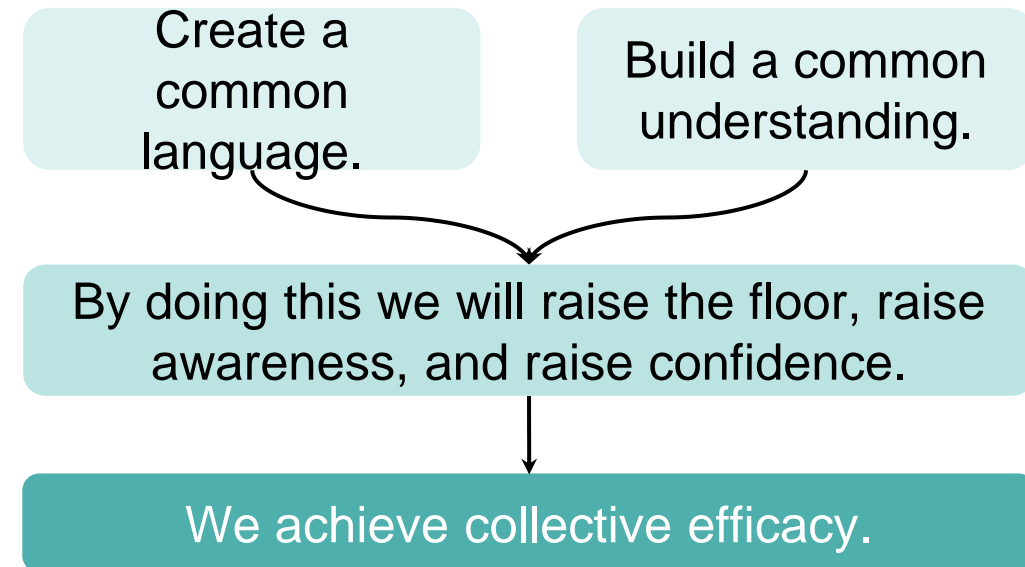 Create a
common
language.
Build a common
understanding.
By doing this we will raise the floor, raise
awareness, and raise confidence.
We achieve collective efficacy.